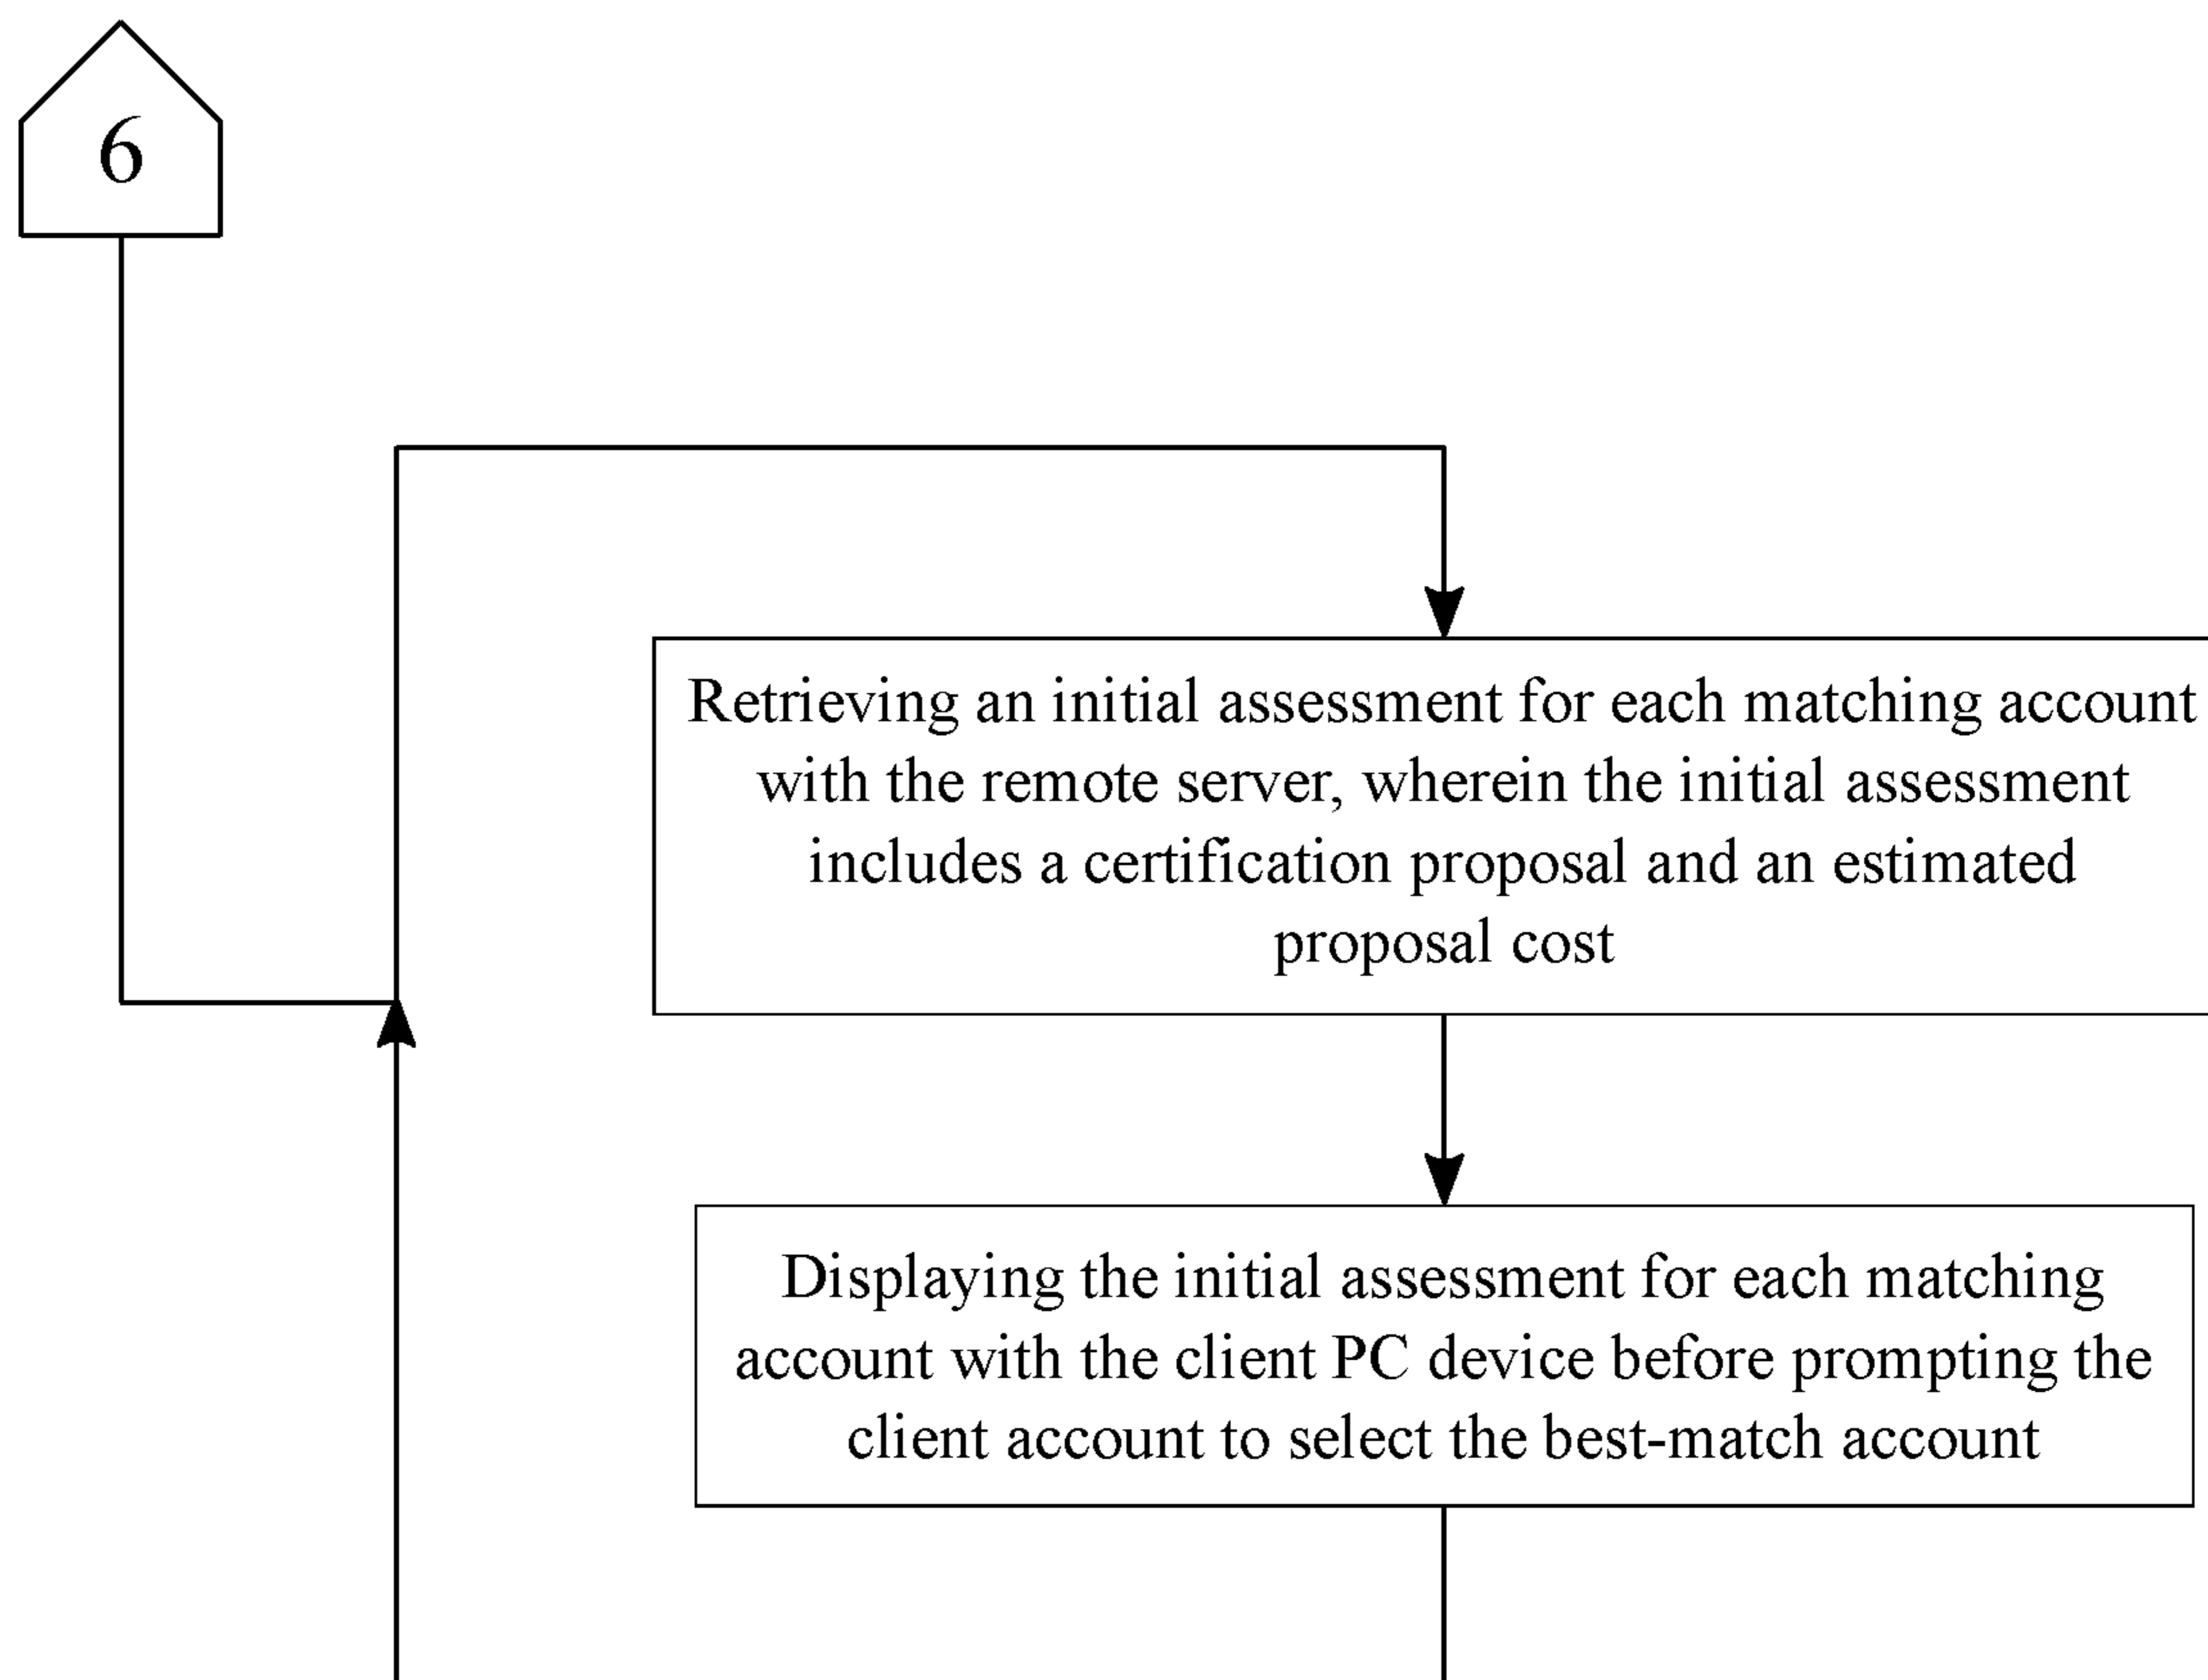 6
Retrieving an initial assessment for each matching account
with the remote server, wherein the initial assessment
includes a certification proposal and an estimated
proposal cost
Displaying the initial assessment for each matching
account with the client PC device before prompting the
client account to select the best-match account